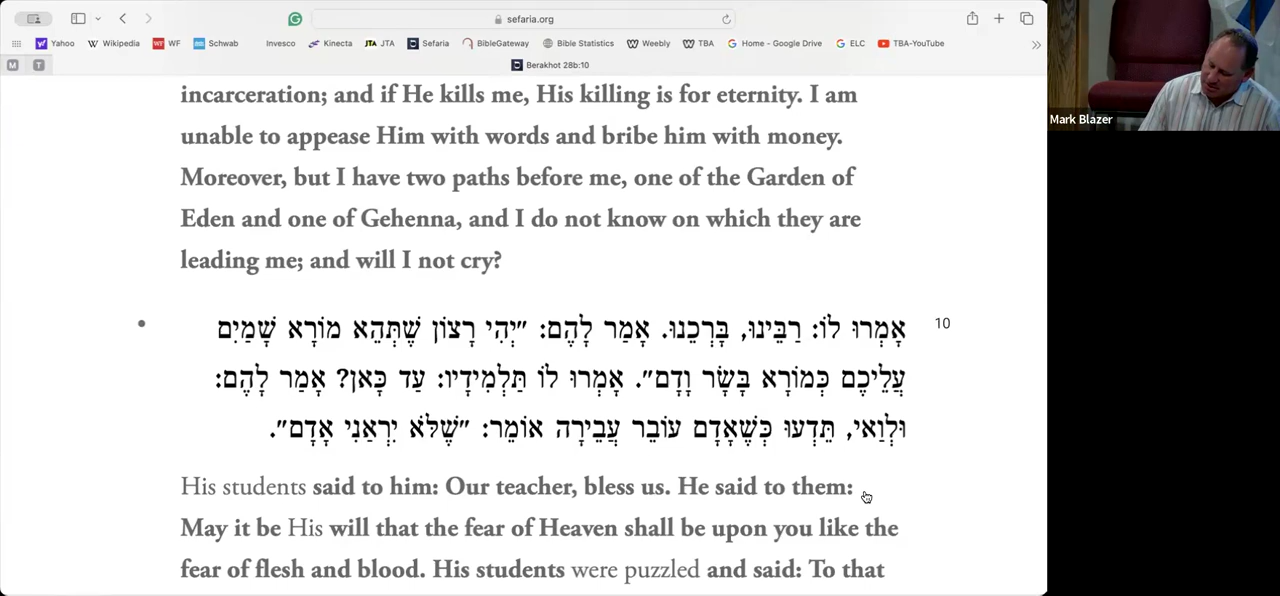 sefaria.org
Yahoo Wikipedia WF Schwab Invesco Kinecta JTA Sefaria BibleGateway Bible Statistics Weebly TBA Home - Google Drive ELC TBA-YouTube
M T Berakhot 28b:10
Mark Blazer
incarceration; and if He kills me, His killing is for eternity. I am
unable to appease Him with words and bribe him with money.
Moreover, but I have two paths before me, one of the Garden of
Eden and one of Gehenna, and I do not know on which they are
leading me; and will I not cry?
10
אָמְרוּ לוֹ: רַבֵּינוּ, בָּרְכֵנוּ. אָמַר לָהֶם: ״יְהִי רָצוֹן שֶׁתְּהֵא מוֹרָא שָׁמַיִם
עֲלֵיכֶם כְּמוֹרָא בָּשָׂר וָדָם״. אָמְרוּ לוֹ תַּלְמִידָיו: עַד כָּאן? אָמַר לָהֶם:
וּלְוַאי, תֵּדְעוּ כְּשֶׁאָדָם עוֹבֵר עֲבֵירָה אוֹמֵר: ״שֶׁלֹּא יִרְאַנִי אָדָם״.
His students said to him: Our teacher, bless us. He said to them:
May it be His will that the fear of Heaven shall be upon you like the
fear of flesh and blood. His students were puzzled and said: To that